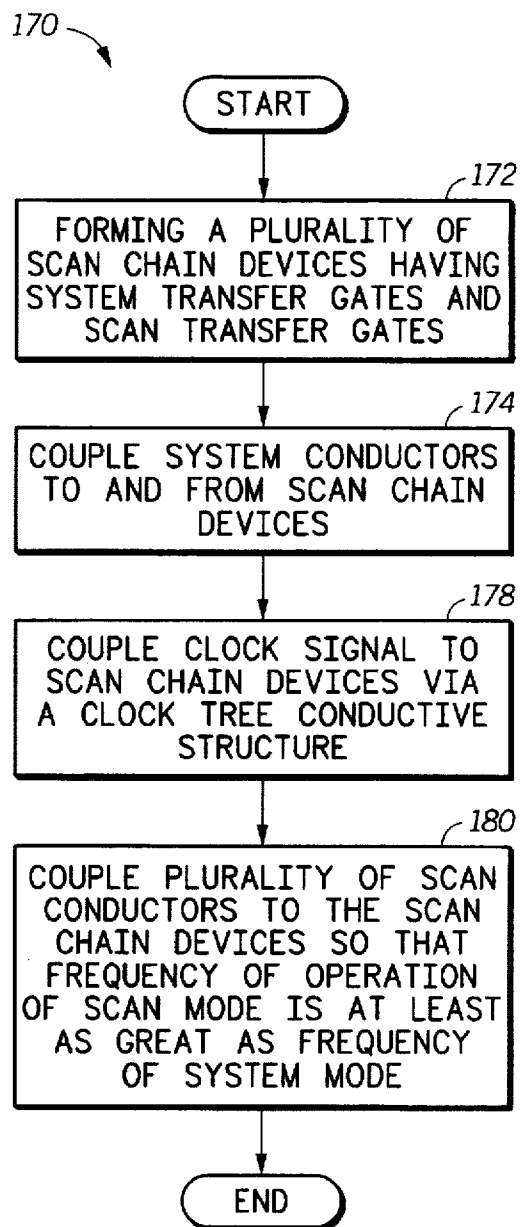 170
START
172
FORMING A PLURALITY OF
SCAN CHAIN DEVICES HAVING
SYSTEM TRANSFER GATES AND
SCAN TRANSFER GATES
174
COUPLE SYSTEM CONDUCTORS
TO AND FROM SCAN CHAIN
DEVICES
178
COUPLE CLOCK SIGNAL TO
SCAN CHAIN DEVICES VIA
A CLOCK TREE CONDUCTIVE
STRUCTURE
180
COUPLE PLURALITY OF SCAN
CONDUCTORS TO THE SCAN
CHAIN DEVICES SO THAT
FREQUENCY OF OPERATION
OF SCAN MODE IS AT LEAST
AS GREAT AS FREQUENCY
OF SYSTEM MODE
END